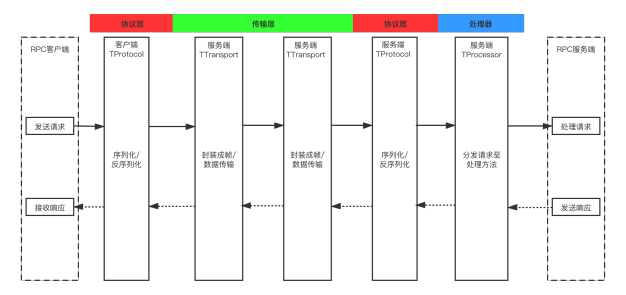 协议层
传输层
协议层
处理器
RPC客户端
客户端
TProtocol
服务端
TTransport
服务端
TTransport
服务端
TProtocol
服务端
TProcessor
RPC服务端
发送请求
处理请求
序列化/
反序列化
封装成帧/
数据传输
封装成帧/
数据传输
序列化/
反序列化
分发请求至
处理方法
接收响应
发送响应